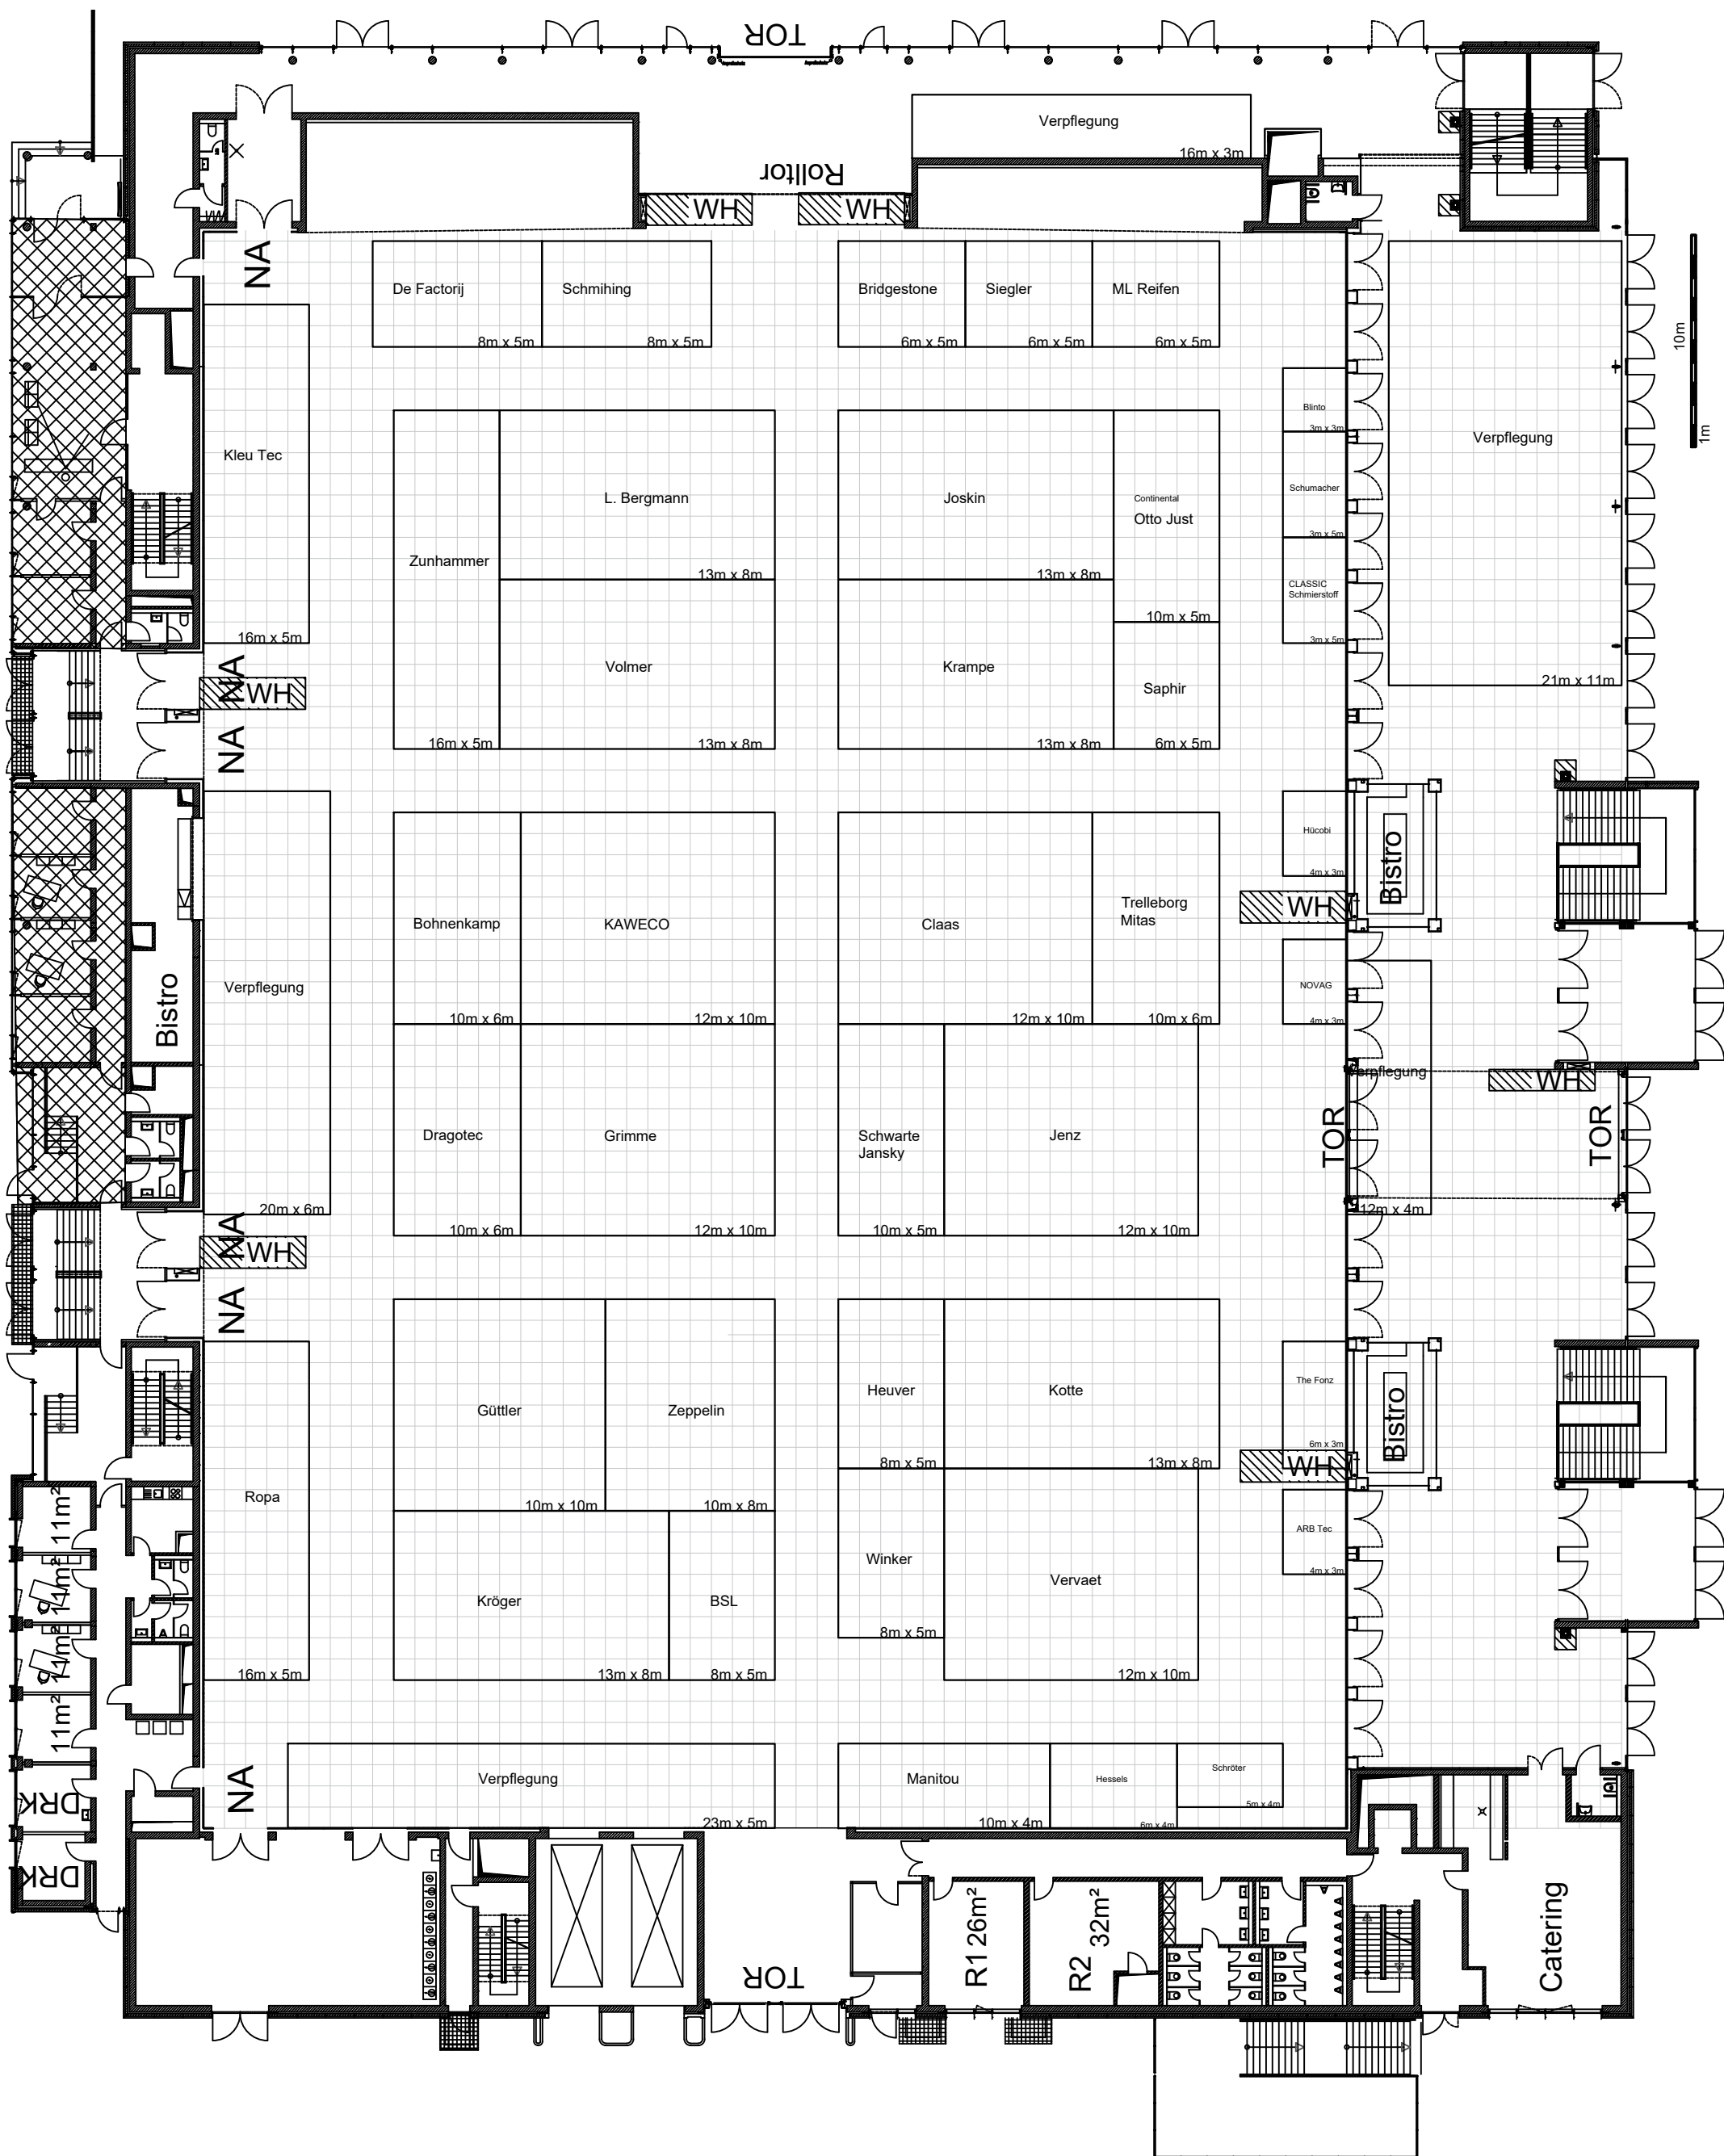 TOR
Verpflegung
16m x 3m
Rolltor
WH
WH
NA
De Factorij
8m x 5m
Schmihing
8m x 5m
Bridgestone
6m x 5m
Siegler
6m x 5m
ML Reifen
6m x 5m
10m
1m
Kleu Tec
16m x 5m
Zunhammer
16m x 5m
L. Bergmann
13m x 8m
Volmer
13m x 8m
Joskin
13m x 8m
Continental
Otto Just
10m x 5m
Krampe
13m x 8m
Saphir
6m x 5m
Blinto
3m x 3m
Schumacher
3m x 5m
CLASSIC
Schmierstoff
3m x 5m
Verpflegung
21m x 11m
NA
WH
NA
Bistro
Verpflegung
20m x 6m
Bohnenkamp
10m x 6m
KAWECO
12m x 10m
Claas
12m x 10m
Trelleborg
Mitas
10m x 6m
Hücobi
4m x 3m
WH
Bistro
NOVAG
4m x 3m
Verpflegung
12m x 4m
WH
TOR
TOR
Dragotec
10m x 6m
Grimme
12m x 10m
Schwarte
Jansky
10m x 5m
Jenz
12m x 10m
NA
WH
NA
Ropa
16m x 5m
Güttler
10m x 10m
Zeppelin
10m x 8m
Heuver
8m x 5m
Kotte
13m x 8m
The Fonz
6m x 3m
WH
Bistro
Kröger
13m x 8m
BSL
8m x 5m
Winker
8m x 5m
Vervaet
12m x 10m
ARB Tec
4m x 3m
11m²
11m²
11m²
11m²
DRK
DRK
NA
Verpflegung
23m x 5m
Manitou
10m x 4m
Hessels
6m x 4m
Schröter
5m x 4m
TOR
R1 26m²
R2 32m²
Catering